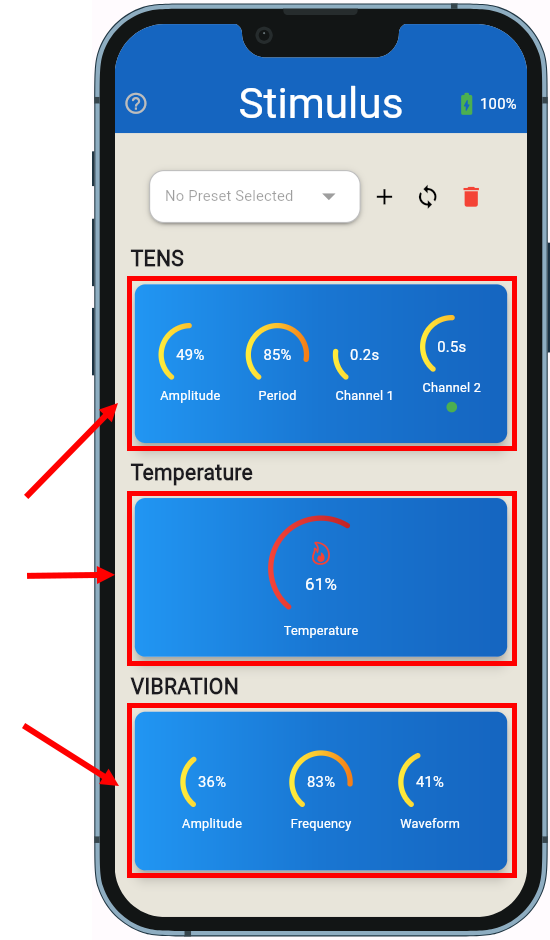 Stimulus
100%
No Preset Selected
TENS
49%
85%
0.2s
0.5s
Amplitude
Period
Channel 1
Channel 2
Temperature
61%
Temperature
VIBRATION
36%
83%
41%
Amplitude
Frequency
Waveform